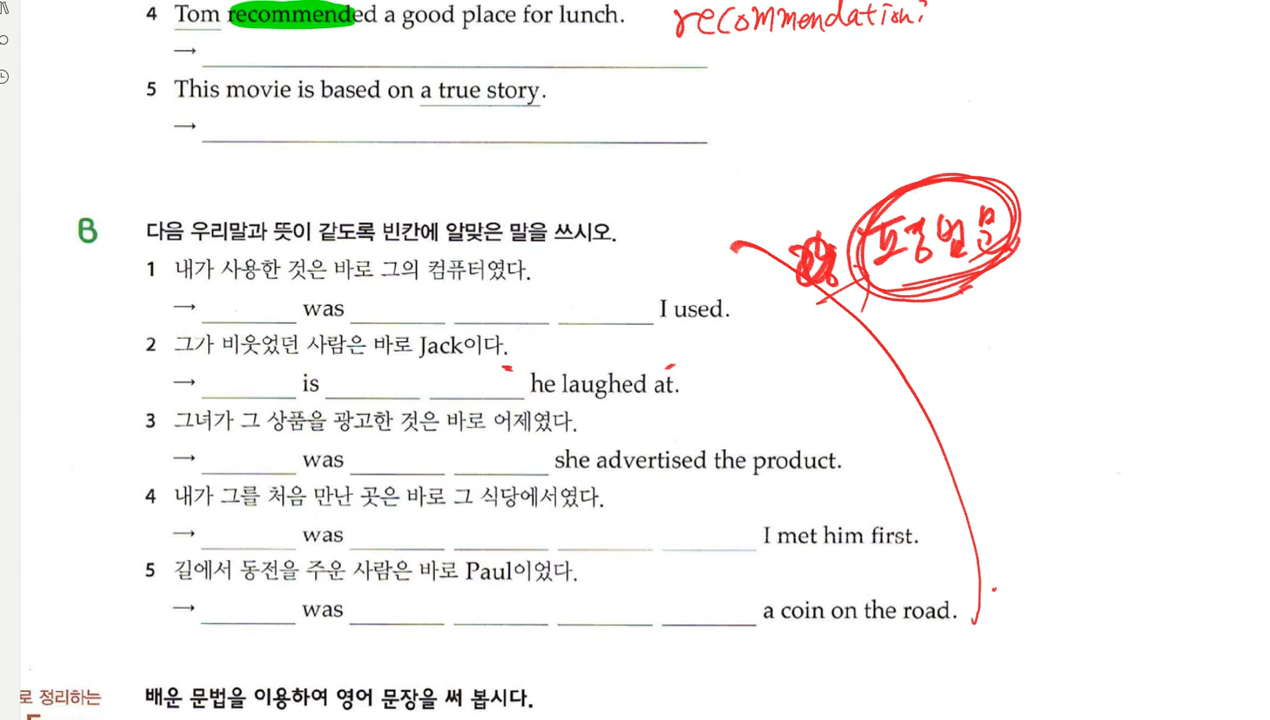 4 Tom recommended a good place for lunch.
recommendation?
→
5 This movie is based on a true story.
→
B 다음 우리말과 뜻이 같도록 빈칸에 알맞은 말을 쓰시오.
1 내가 사용한 것은 바로 그의 컴퓨터였다.
→ was I used.
2 그가 비웃었던 사람은 바로 Jack이다.
→ is he laughed at.
3 그녀가 그 상품을 광고한 것은 바로 어제였다.
→ was she advertised the product.
4 내가 그를 처음 만난 곳은 바로 그 식당에서였다.
→ was I met him first.
5 길에서 동전을 주운 사람은 바로 Paul이었다.
→ was a coin on the road.
로 정리하는
배운 문법을 이용하여 영어 문장을 써 봅시다.